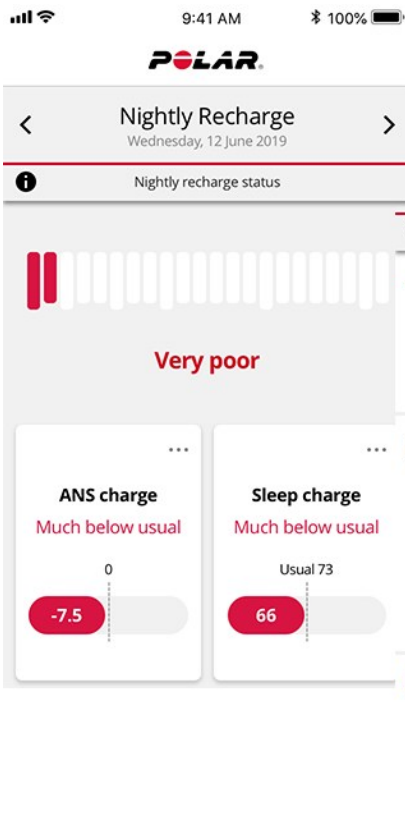 9:41 AM
100%
POLAR.
Nightly Recharge
Wednesday, 12 June 2019
Nightly recharge status
Very poor
ANS charge
Much below usual
0
-7.5
Sleep charge
Much below usual
Usual 73
66